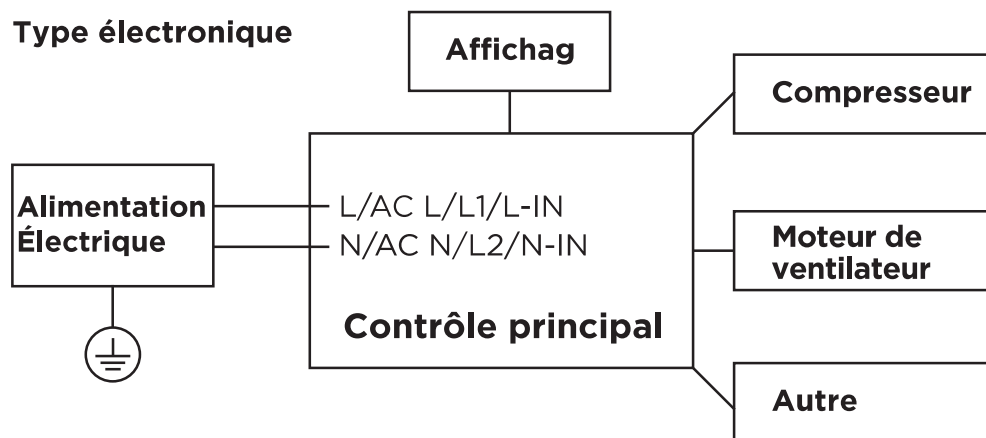 Type électronique
Affichag
Compresseur
Alimentation
Électrique
L/AC L/L1/L-IN
N/AC N/L2/N-IN
Contrôle principal
Moteur de
ventilateur
Autre